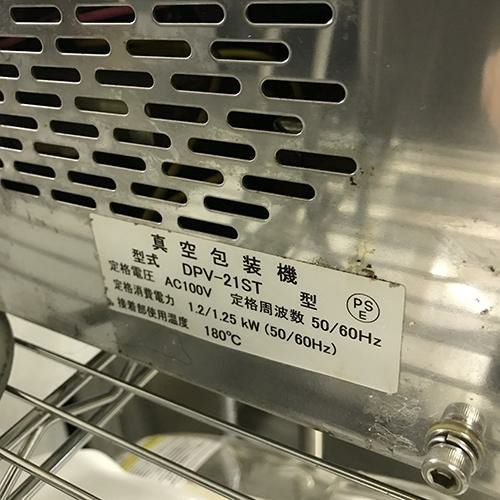 真空包装機
型式 DPV-21ST 型
定格電圧 AC100V 定格周波数 50/60Hz
定格消費電力 1.2/1.25 kW (50/60Hz)
接着部使用温度 180℃
PS
E